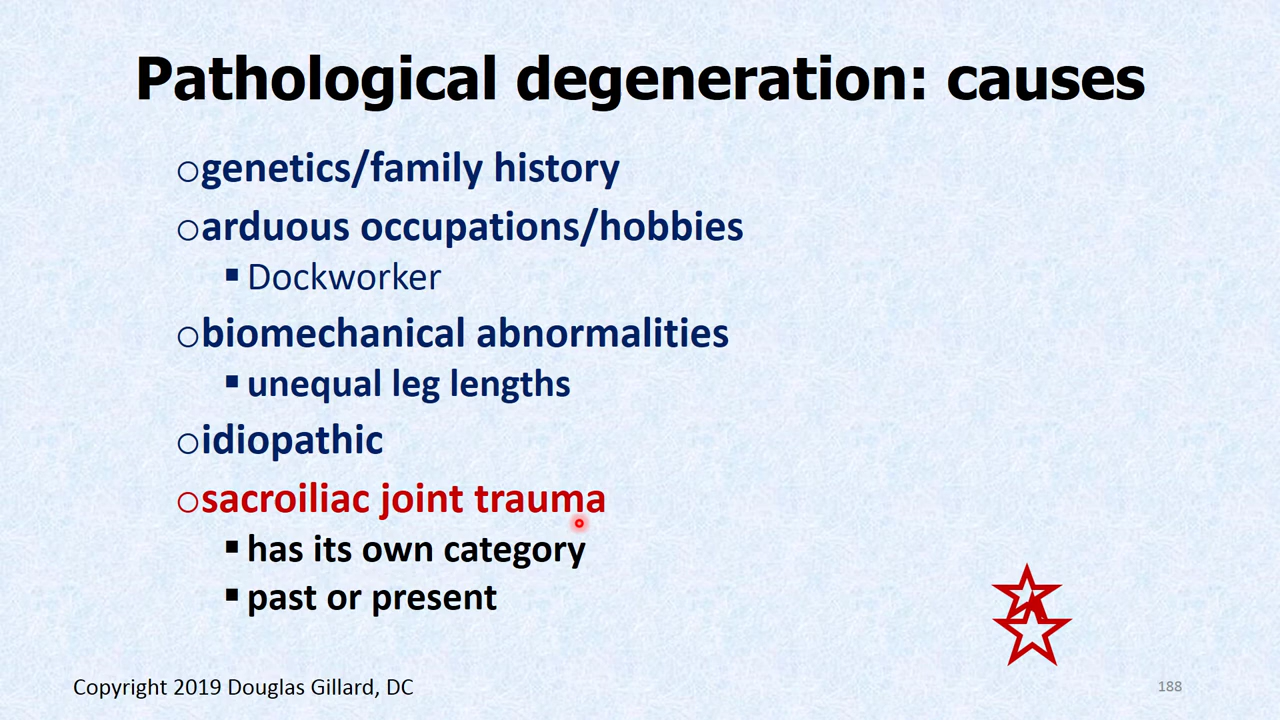 Pathological degeneration: causes
genetics/family history
arduous occupations/hobbies
Dockworker
biomechanical abnormalities
unequal leg lengths
idiopathic
sacroiliac joint trauma
has its own category
past or present
Copyright 2019 Douglas Gillard, DC
188